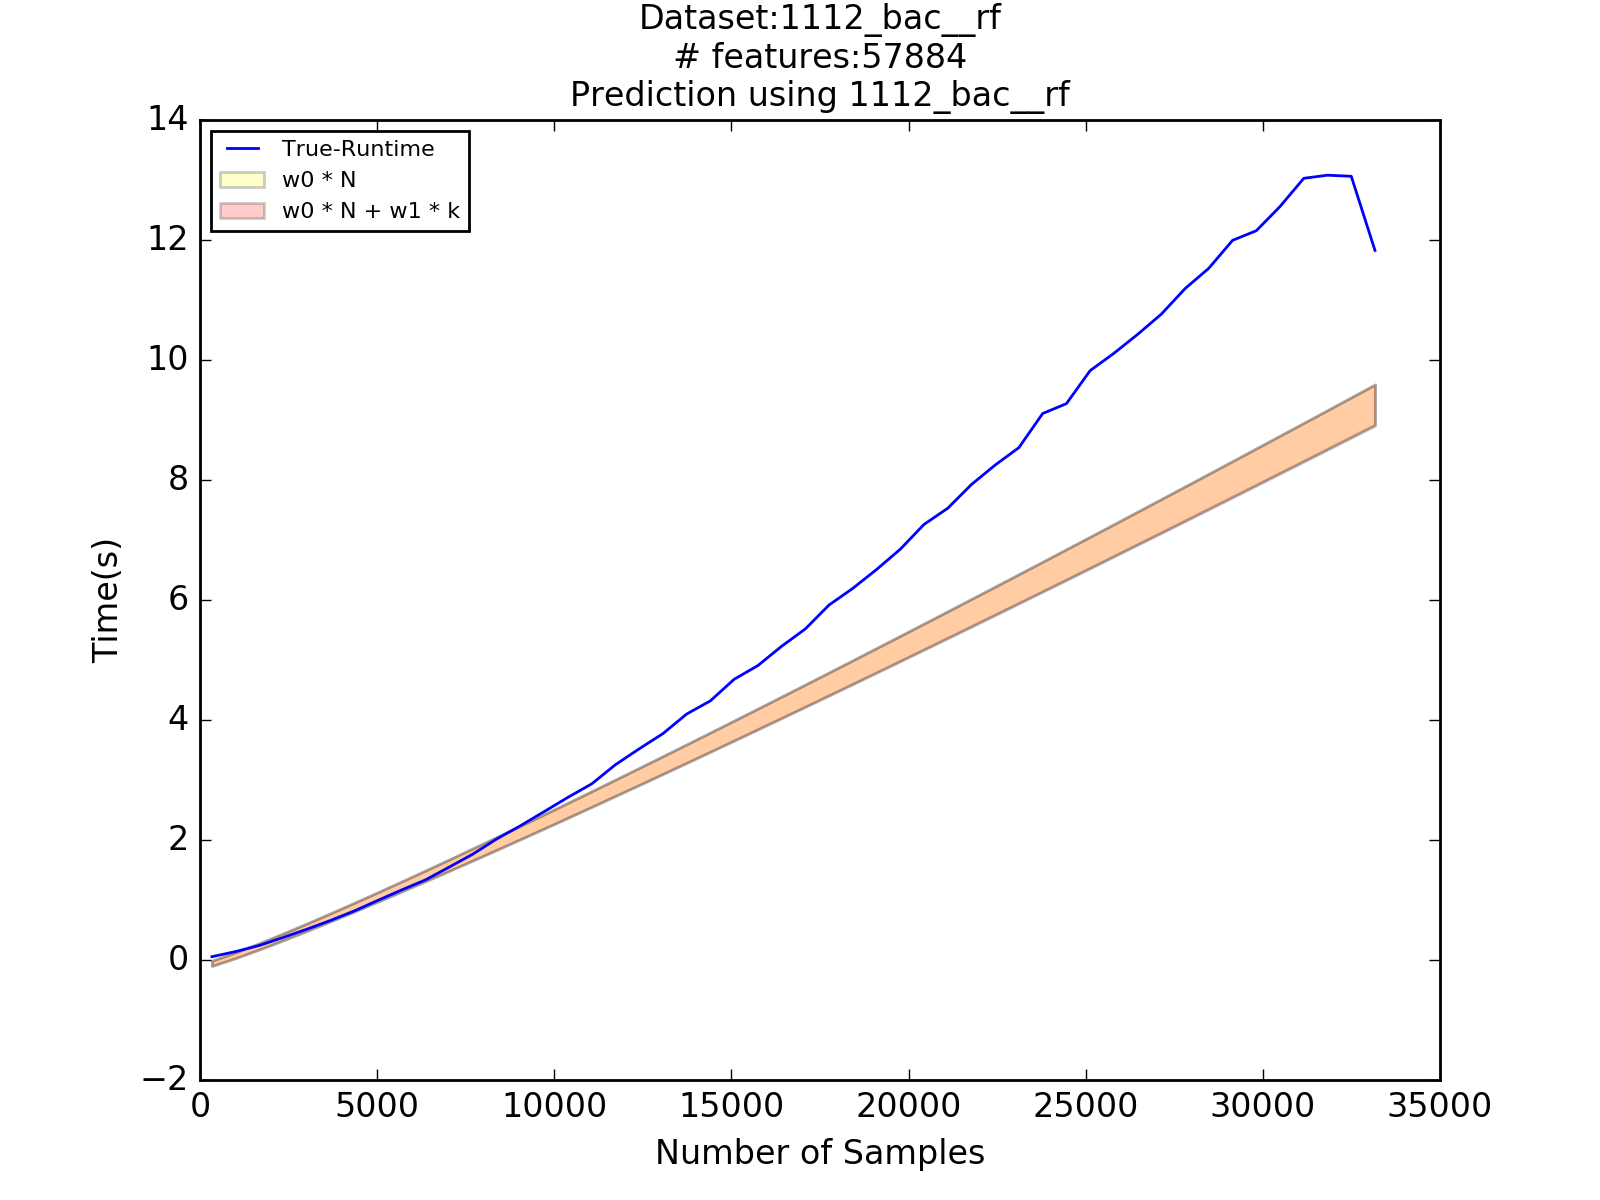 Dataset:1112_bac__rf
# features:57884
Prediction using 1112_bac__rf
True-Runtime
w0 * N
w0 * N + w1 * k
14
12
10
8
6
4
2
0
−2
Time(s)
0 5000 10000 15000 20000 25000 30000 35000
Number of Samples